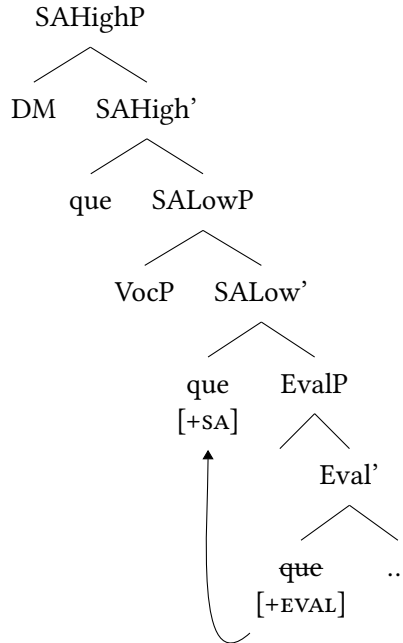 SAHighP
DM SAHigh’
que SALowP
VocP SALow’
que EvalP
[+SA]
Eval’
que ..
[+EVAL]